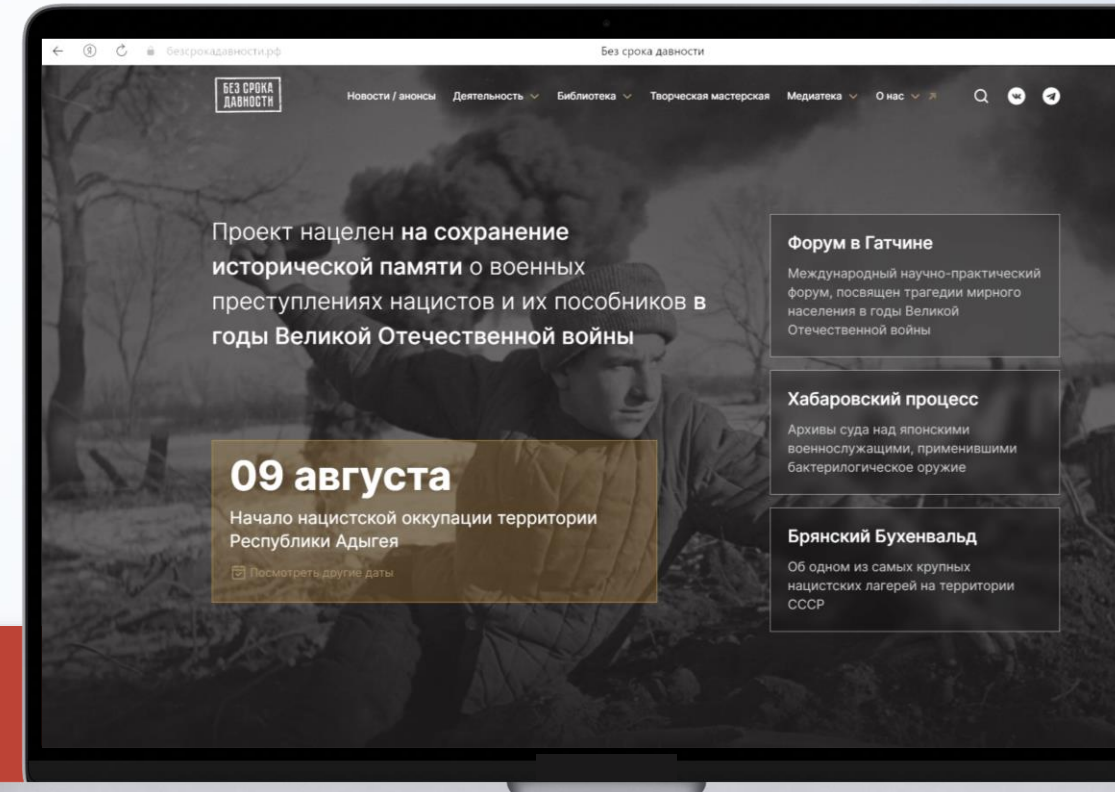 безсрокадавности.рф
Без срока давности
БЕЗ СРОКА
ДАВНОСТИ
Новости / анонсы Деятельность Библиотека Творческая мастерская Медиатека О нас
Проект нацелен на сохранение
исторической памяти о военных
преступлениях нацистов и их пособников в
годы Великой Отечественной войны
09 августа
Начало нацистской оккупации территории
Республики Адыгея
Посмотреть другие даты
Форум в Гатчине
Международный научно-практический
форум, посвящен трагедии мирного
населения в годы Великой
Отечественной войны
Хабаровский процесс
Архивы суда над японскими
военнослужащими, применившими
бактерилогическое оружие
Брянский Бухенвальд
Об одном из самых крупных
нацистских лагерей на территории
СССР